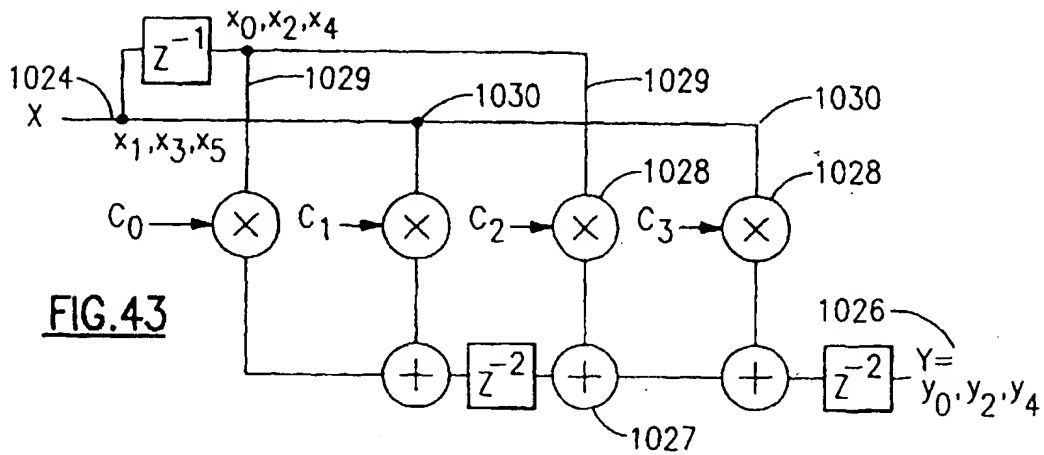 x₀,x₂,x₄
z⁻¹
1024
1029
1030
1029
1030
X
x₁,x₃,x₅
1028
1028
C₀
×
C₁
×
C₂
×
C₃
×
FIG.43
1026
+
z⁻²
+
+
z⁻²
Y=
y₀,y₂,y₄
1027